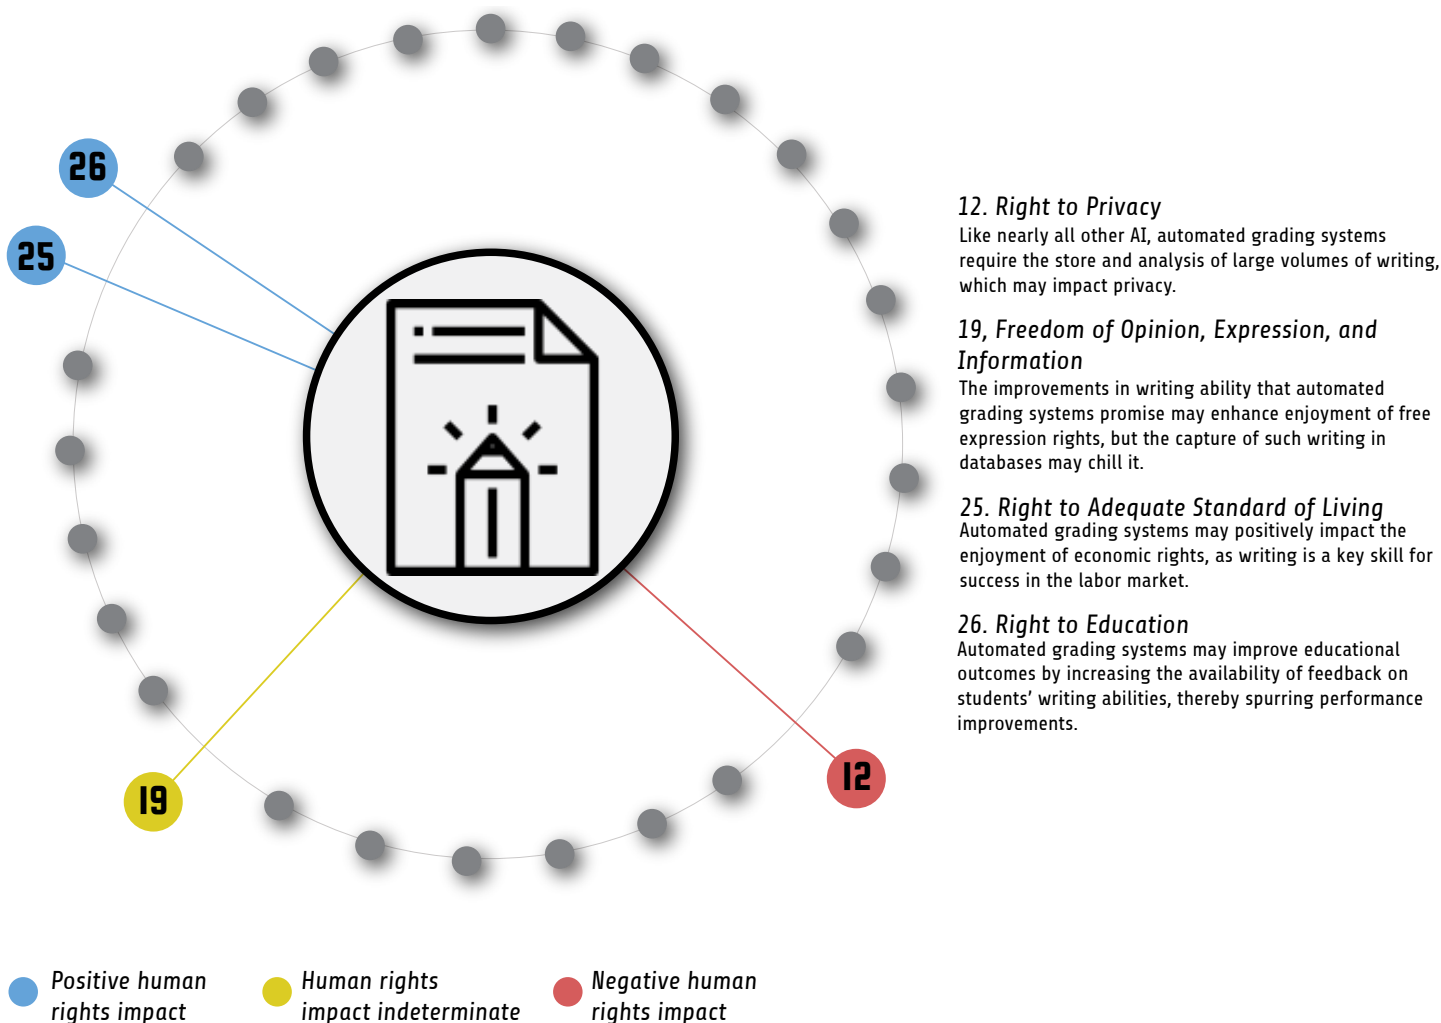 26
25
19
12
12. Right to Privacy
Like nearly all other AI, automated grading systems
require the store and analysis of large volumes of writing,
which may impact privacy.
19, Freedom of Opinion, Expression, and
Information
The improvements in writing ability that automated
grading systems promise may enhance enjoyment of free
expression rights, but the capture of such writing in
databases may chill it.
25. Right to Adequate Standard of Living
Automated grading systems may positively impact the
enjoyment of economic rights, as writing is a key skill for
success in the labor market.
26. Right to Education
Automated grading systems may improve educational
outcomes by increasing the availability of feedback on
students’ writing abilities, thereby spurring performance
improvements.
Positive human
rights impact
Human rights
impact indeterminate
Negative human
rights impact